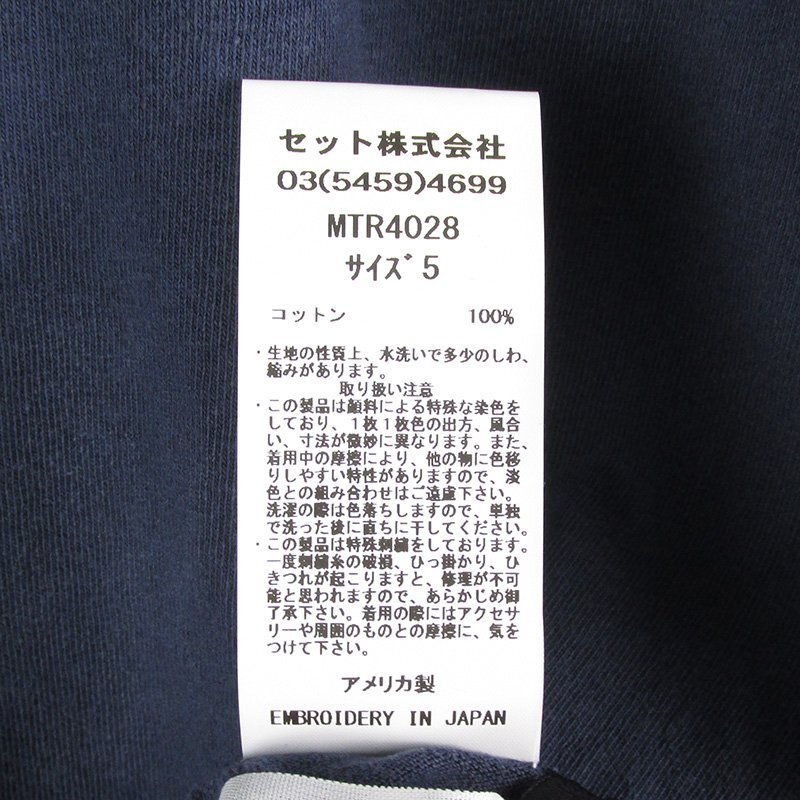 セット株式会社
03(5459)4699
MTR4028
サイズ5
コットン 100%
・生地の性質上、水洗いで多少のしわ、
縮みがあります。
取り扱い注意
・この製品は顔料による特殊な染色を
しており、1枚1枚色の出方、風合
い、寸法が微妙に異なります。また、
着用中の摩擦により、他の物に色移
りしやすい特性がありますので、淡
色との組み合わせはご遠慮下さい。
洗濯の際は色落ちしますので、単独
で洗った後に直ちに干してください。
・この製品は特殊刺繍をしております。
一度刺繍糸の破損、ひっ掛かり、ひ
きつれが起こりますと、修理が不可
能と思われますので、あらかじめ御
了承下さい。着用の際にはアクセサ
リーや周囲のものとの摩擦に、気を
つけて下さい。
アメリカ製
EMBROIDERY IN JAPAN